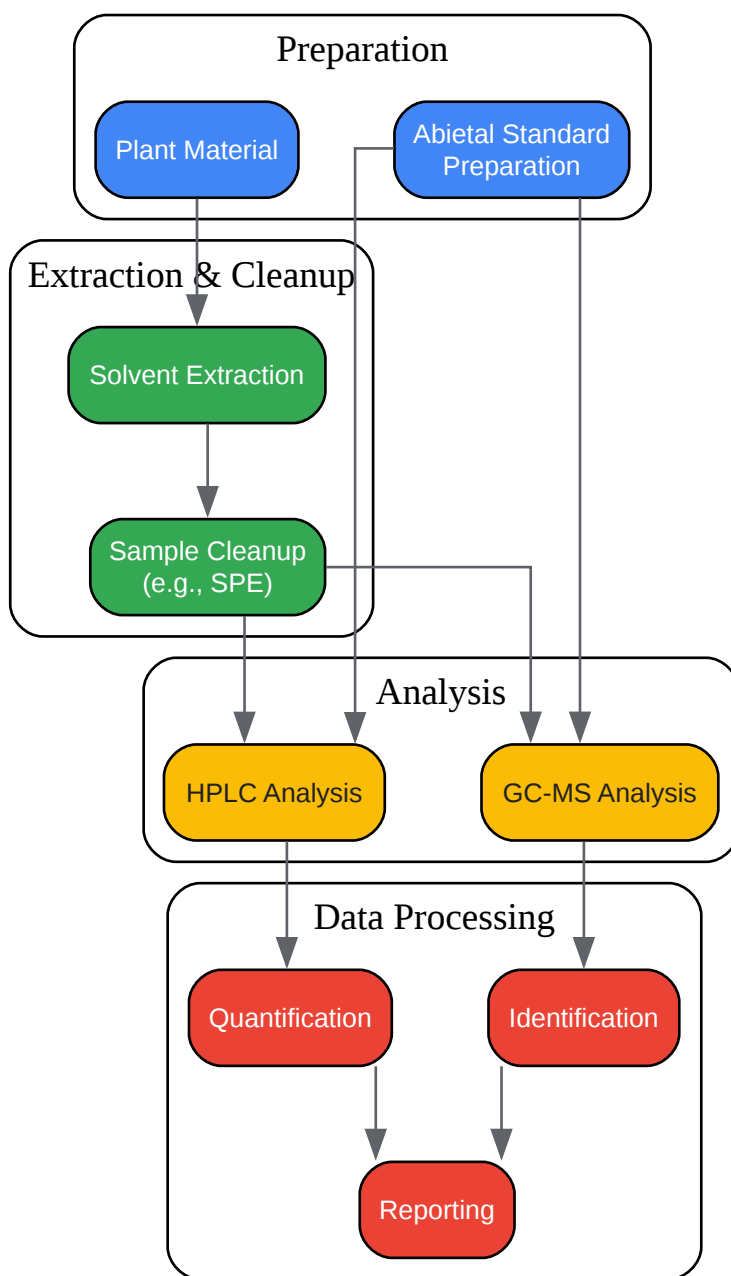 Preparation
Plant Material
Abietal Standard
Preparation
Extraction & Cleanup
Solvent Extraction
Sample Cleanup
(e.g., SPE)
Analysis
HPLC Analysis
GC-MS Analysis
Data Processing
Quantification
Identification
Reporting